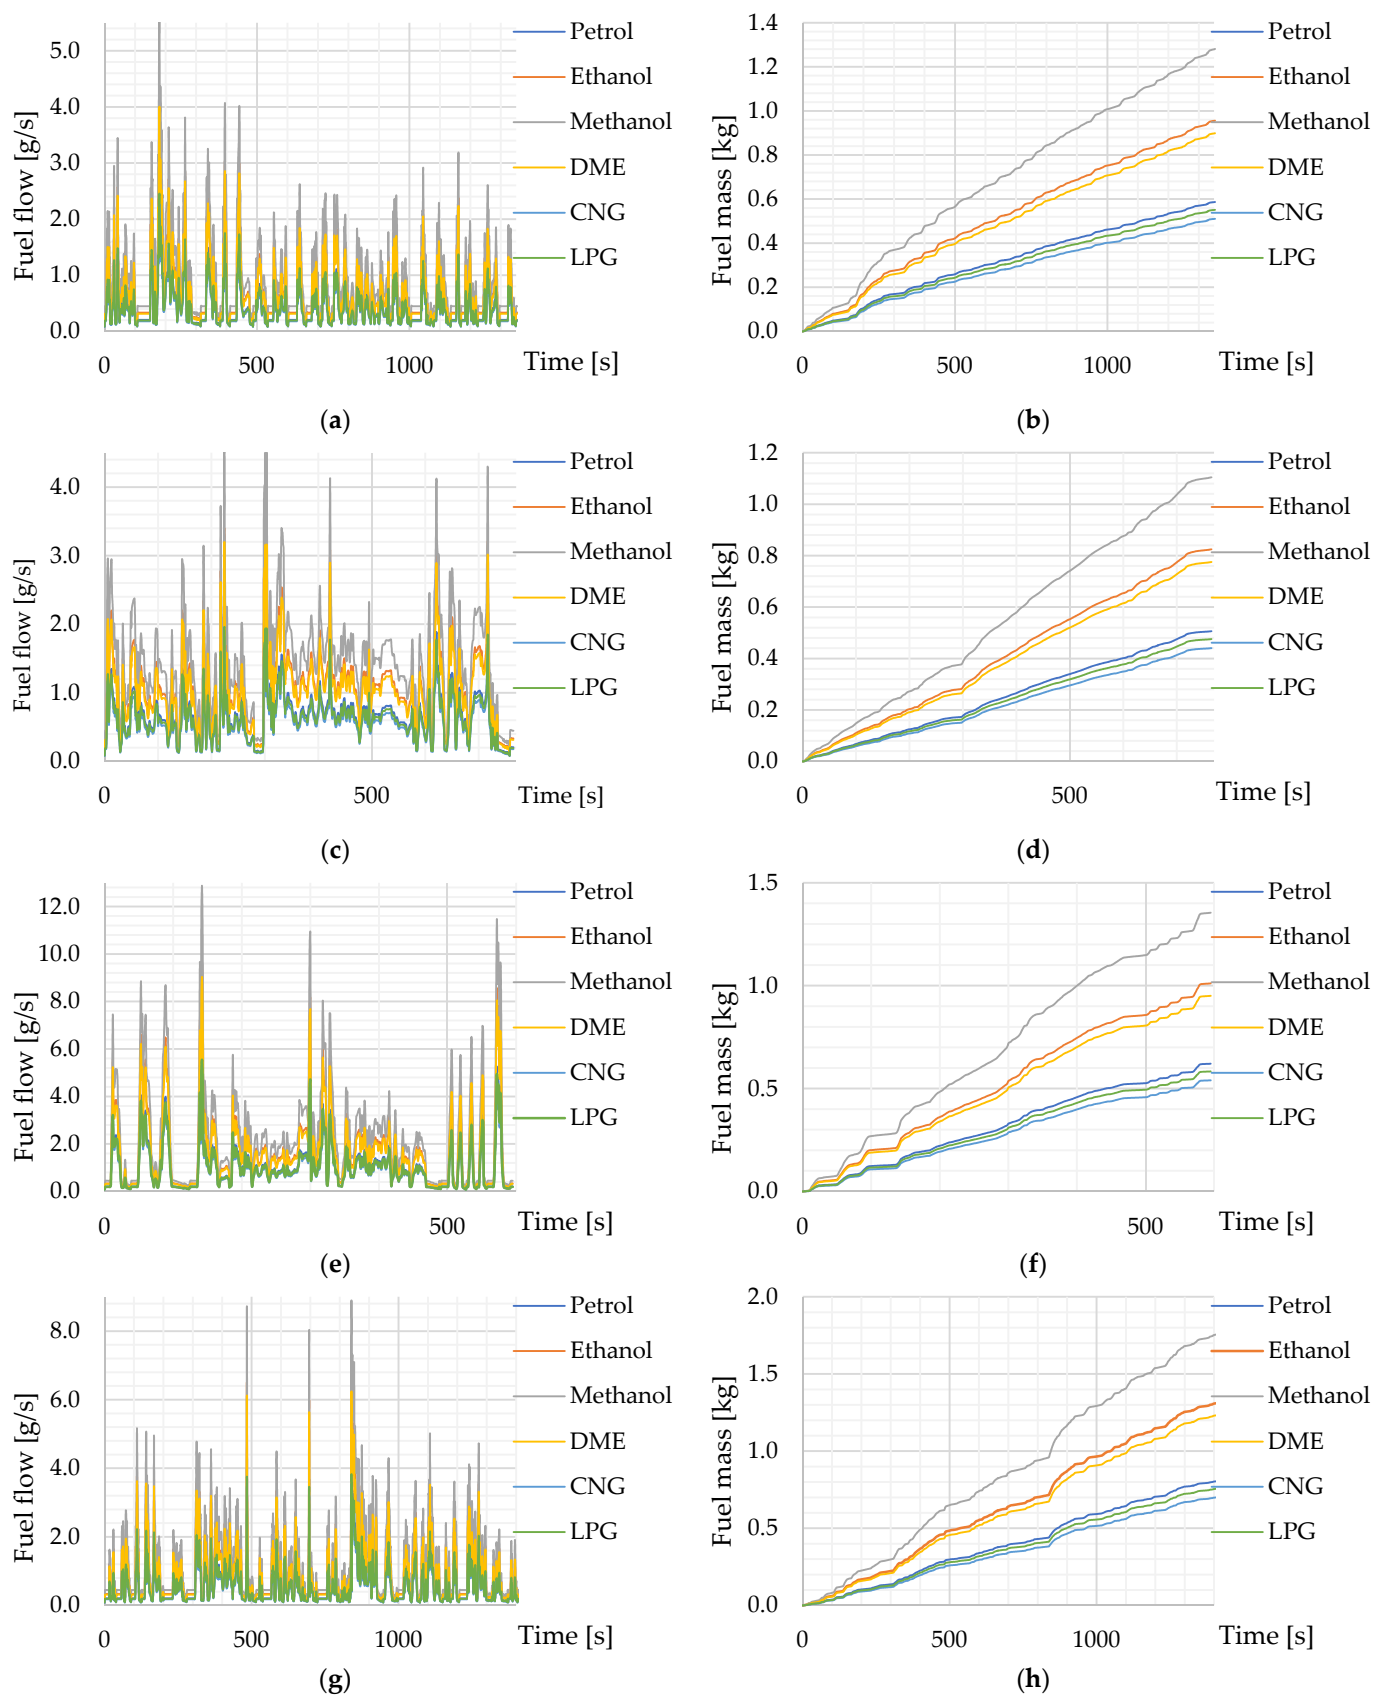 Fuel flow [g/s]
5.0
4.0
3.0
2.0
1.0
0.0
0
500
1000
Time [s]
Petrol
Ethanol
Methanol
DME
CNG
LPG
(a)
Fuel mass [kg]
1.4
1.2
1.0
0.8
0.6
0.4
0.2
0.0
0
500
1000
Time [s]
Petrol
Ethanol
Methanol
DME
CNG
LPG
(b)
Fuel flow [g/s]
4.0
3.0
2.0
1.0
0.0
0
500
Time [s]
Petrol
Ethanol
Methanol
DME
CNG
LPG
(c)
Fuel mass [kg]
1.2
1.0
0.8
0.6
0.4
0.2
0.0
0
500
Time [s]
Petrol
Ethanol
Methanol
DME
CNG
LPG
(d)
Fuel flow [g/s]
12.0
10.0
8.0
6.0
4.0
2.0
0.0
0
500
Time [s]
Petrol
Ethanol
Methanol
DME
CNG
LPG
(e)
Fuel mass [kg]
1.5
1.0
0.5
0.0
0
500
Time [s]
Petrol
Ethanol
Methanol
DME
CNG
LPG
(f)
Fuel flow [g/s]
8.0
6.0
4.0
2.0
0.0
0
500
1000
Time [s]
Petrol
Ethanol
Methanol
DME
CNG
LPG
(g)
Fuel mass [kg]
2.0
1.5
1.0
0.5
0.0
0
500
1000
Time [s]
Petrol
Ethanol
Methanol
DME
CNG
LPG
(h)